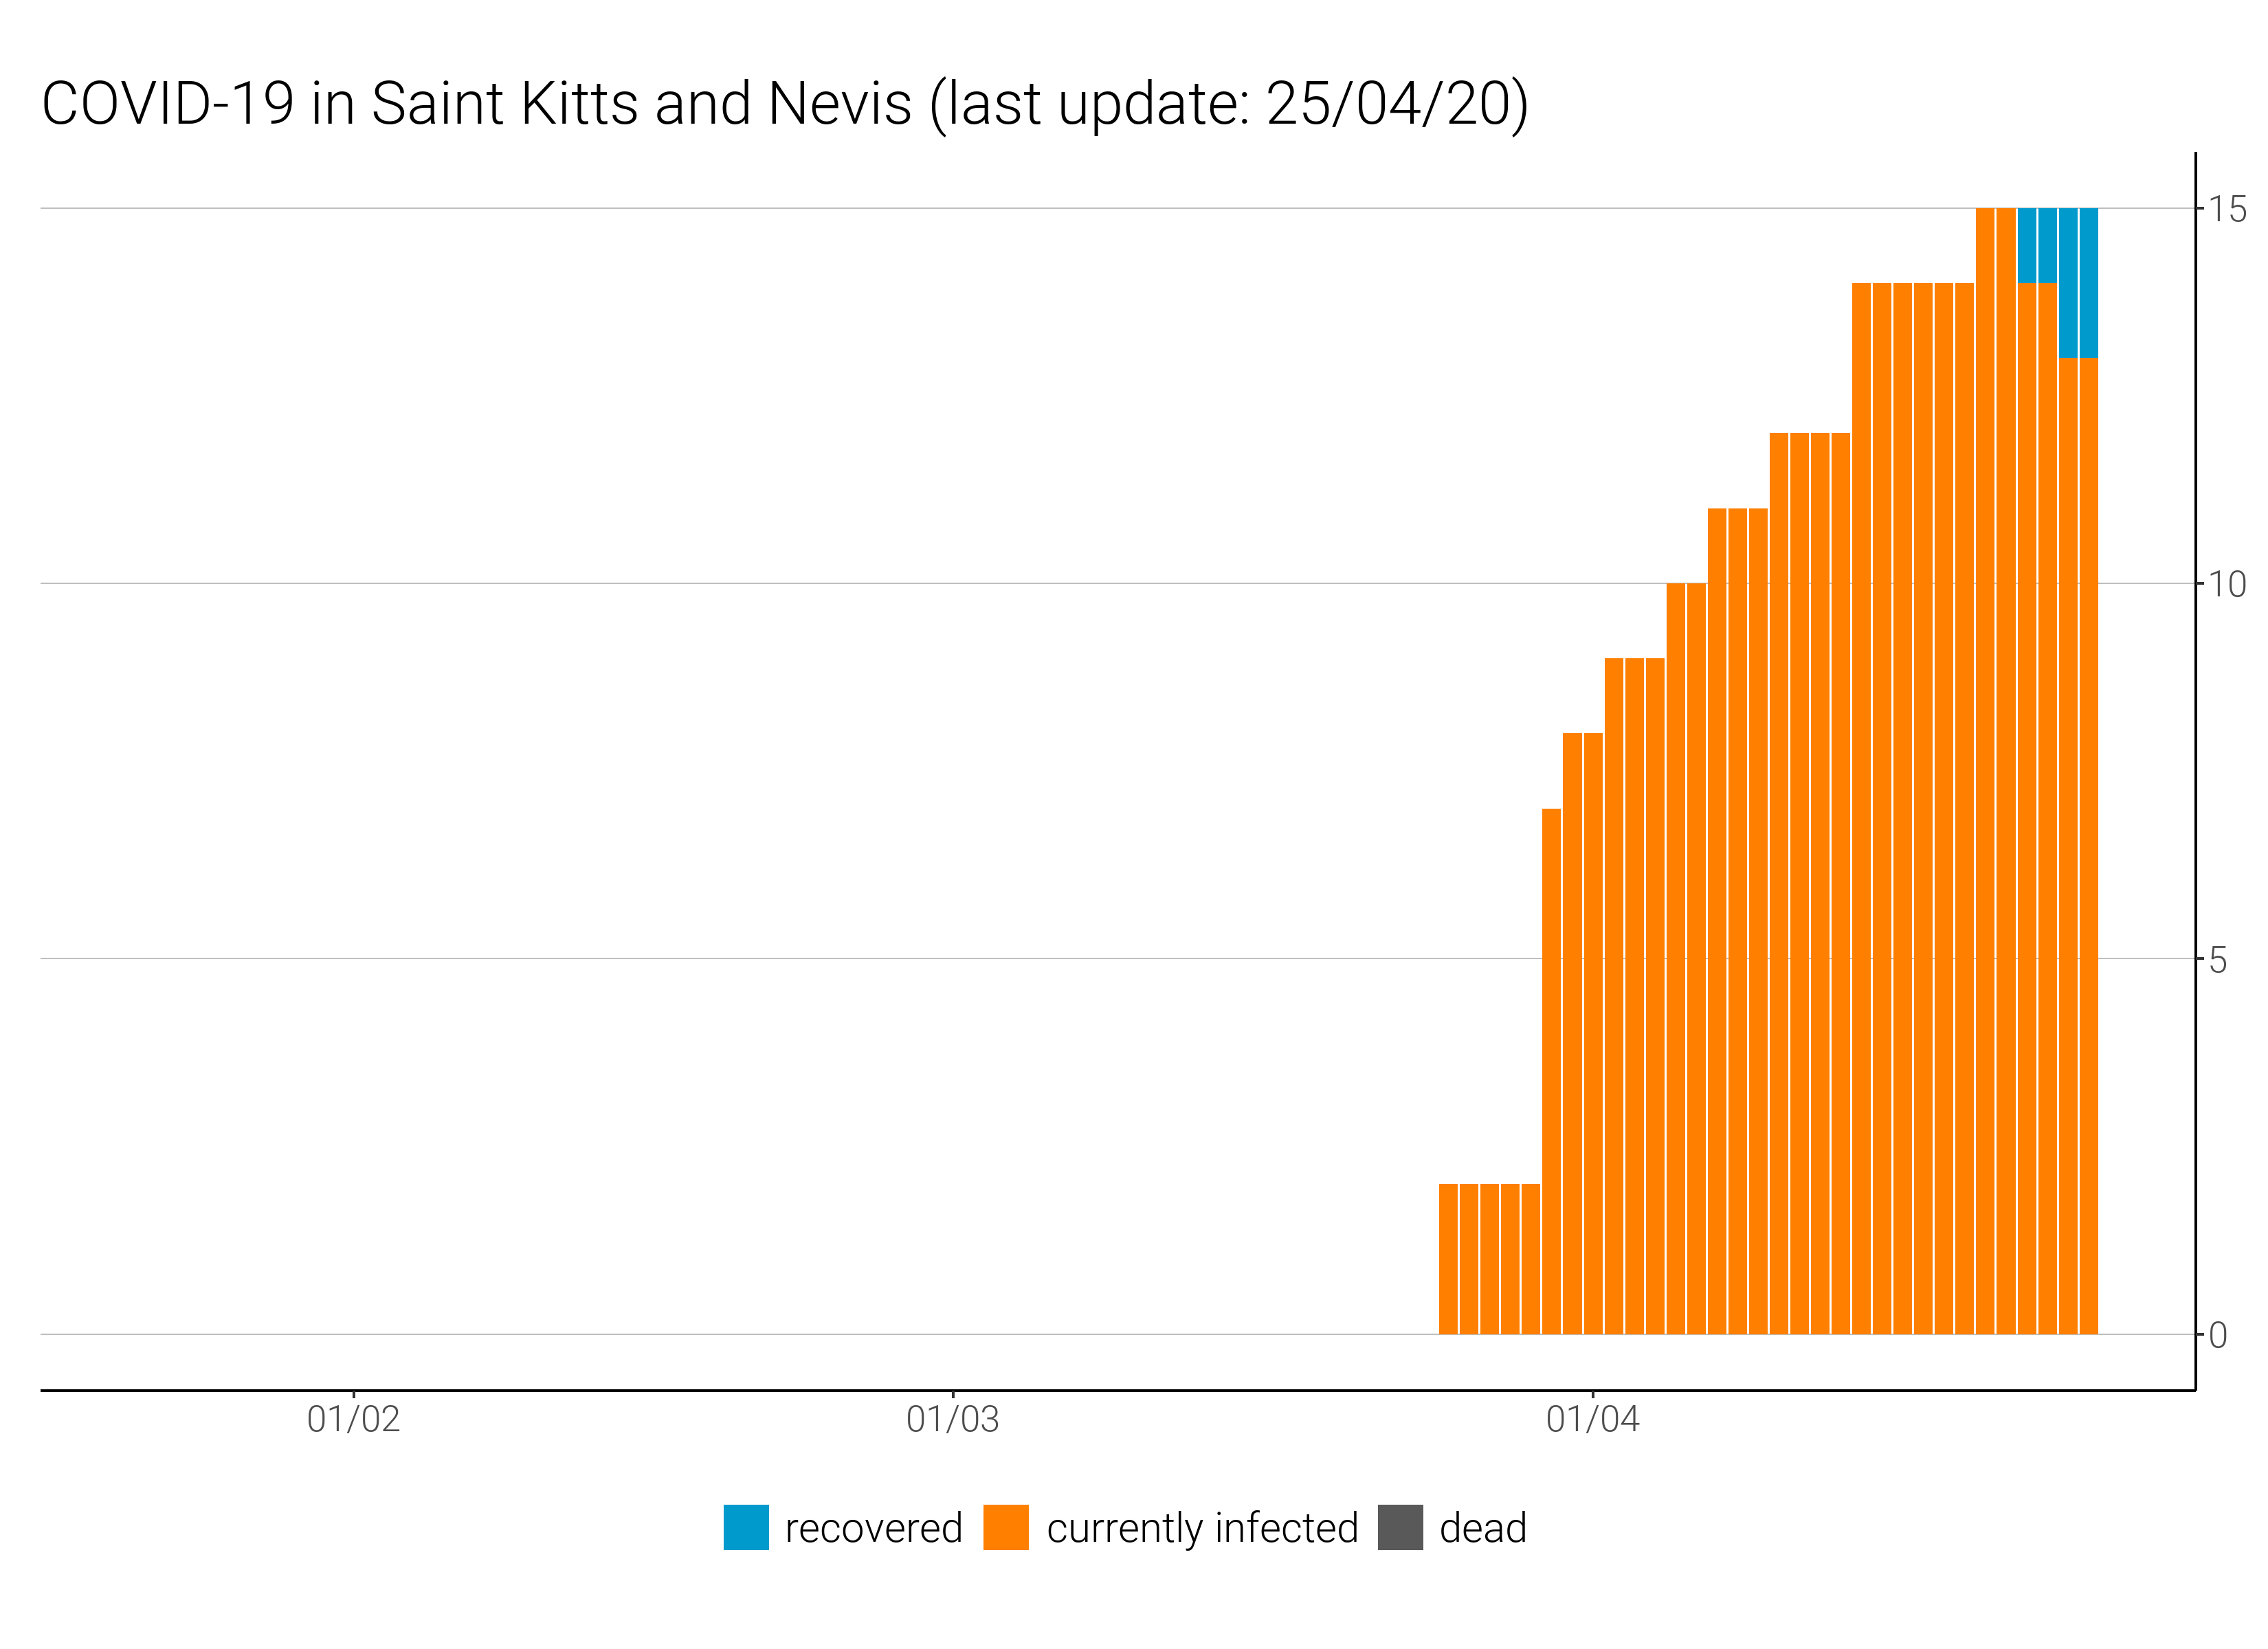 COVID-19 in Saint Kitts and Nevis (last update: 25/04/20)
15
10
5
0
01/02 01/03 01/04
recovered currently infected dead